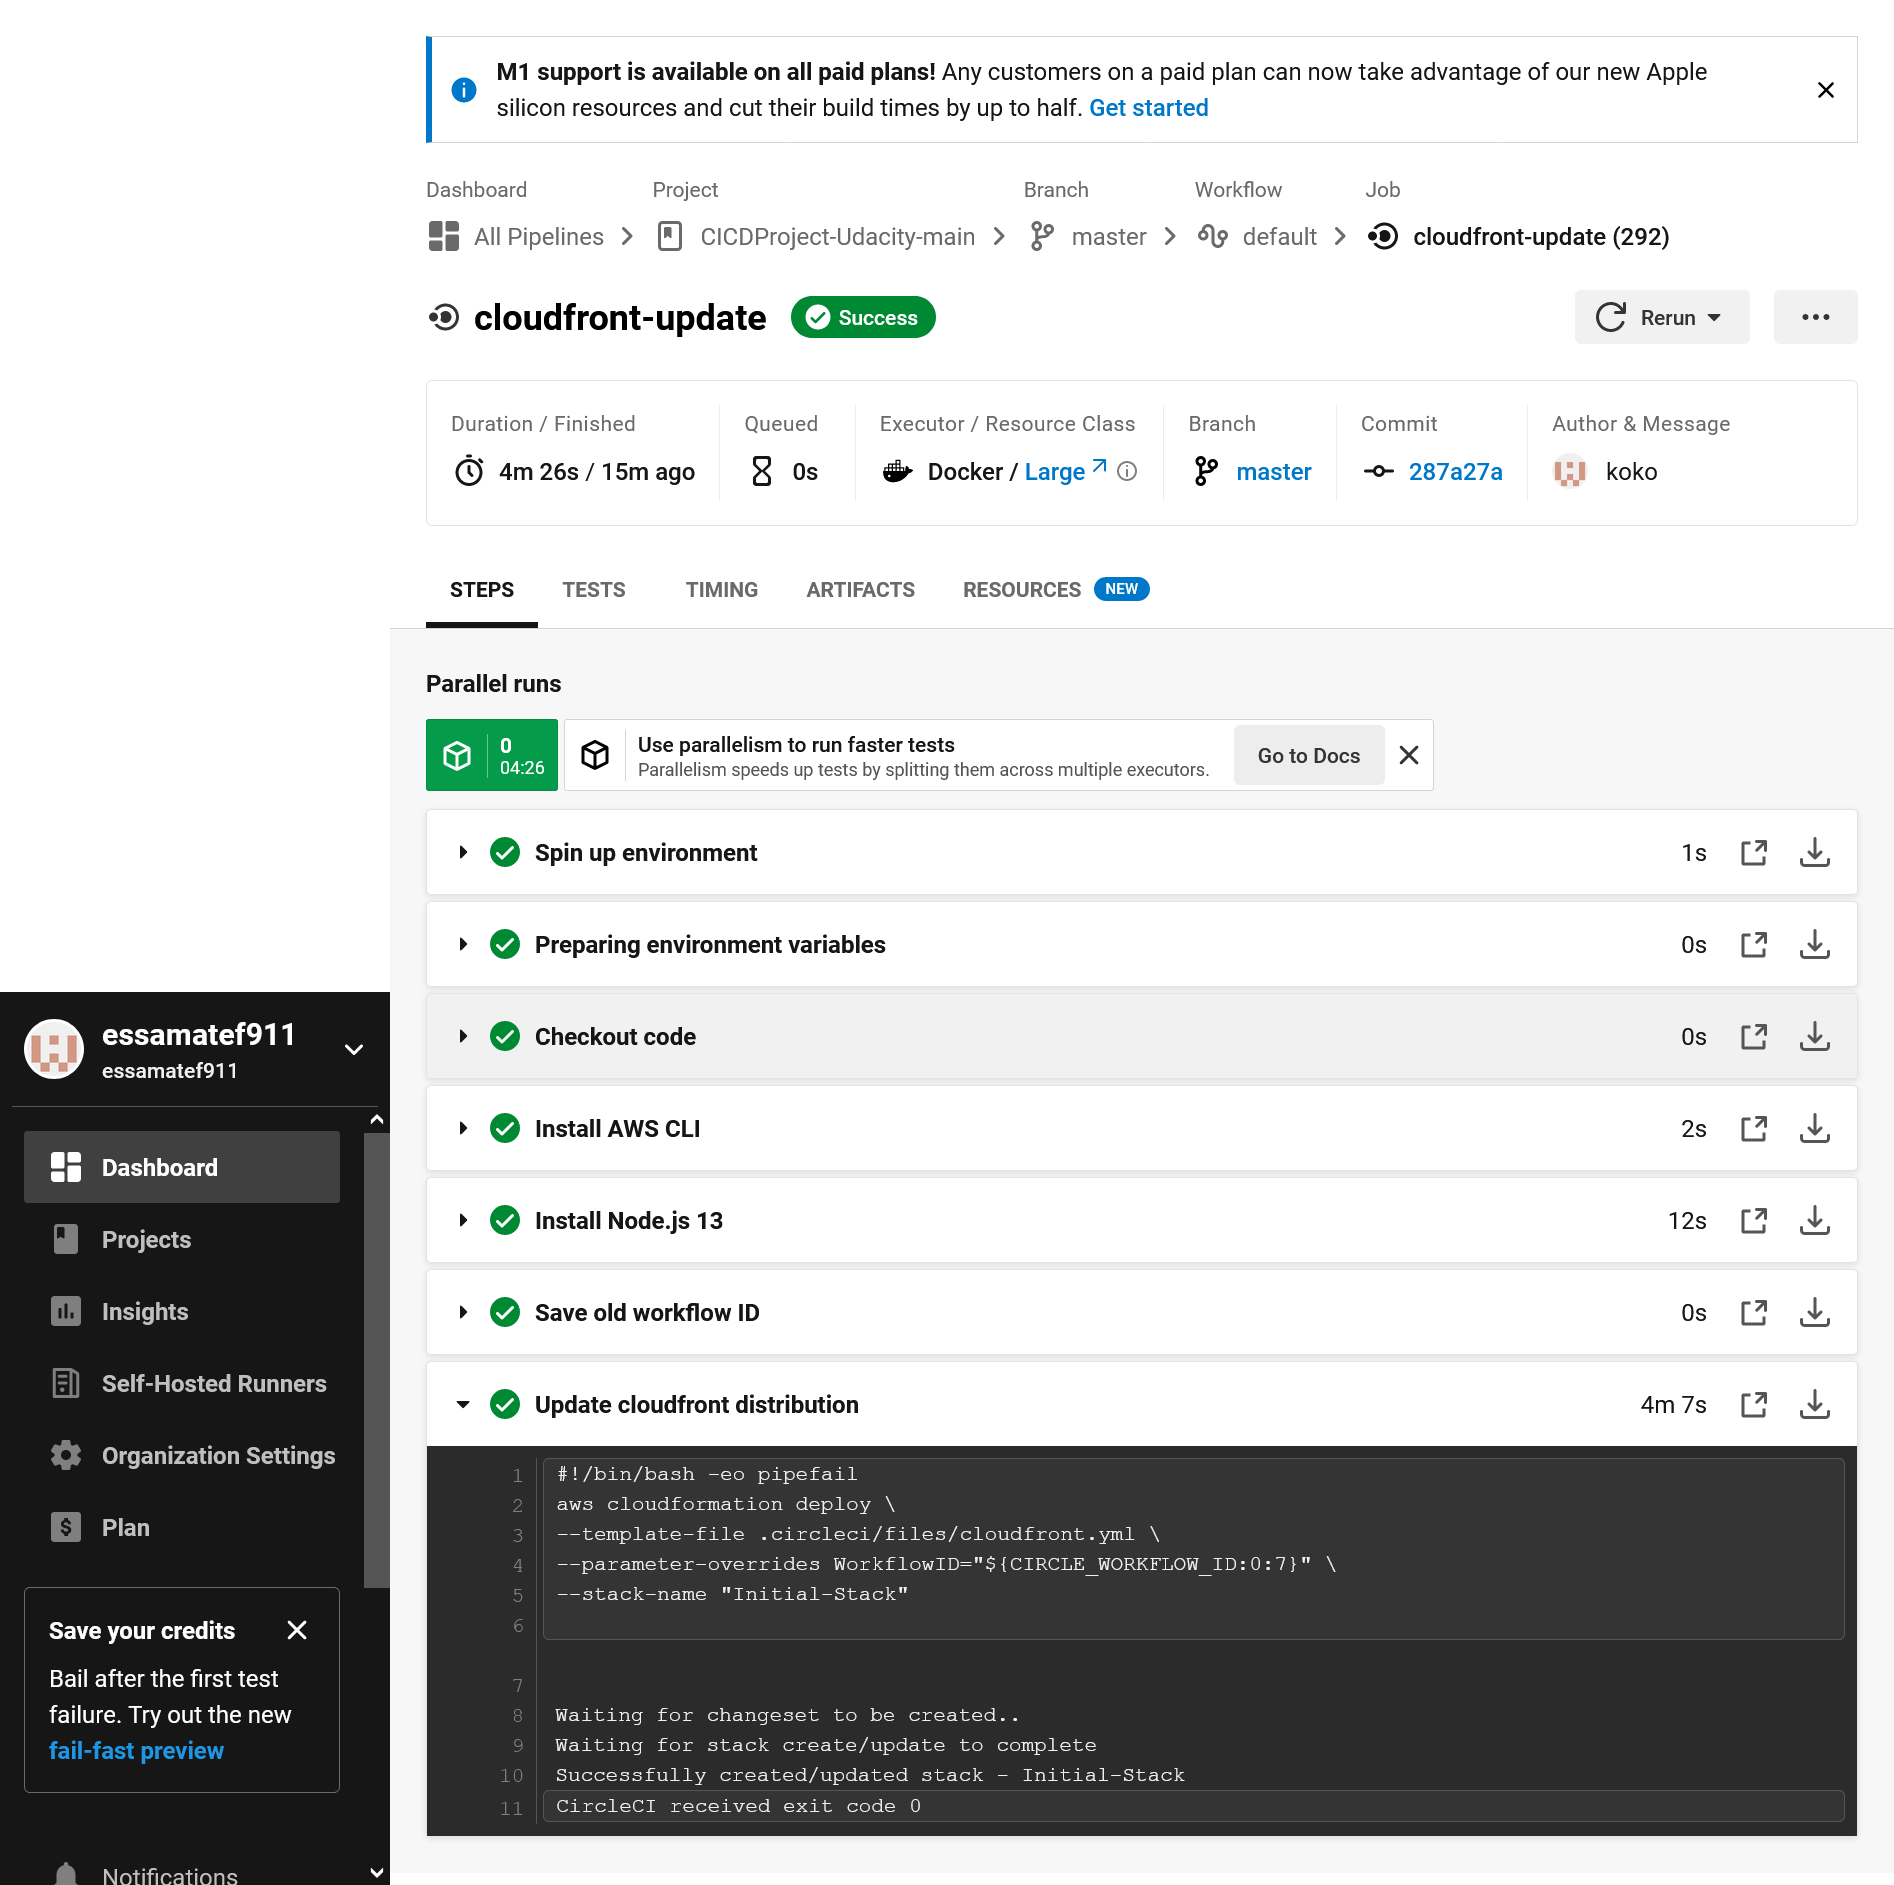 M1 support is available on all paid plans! Any customers on a paid plan can now take advantage of our new Apple
silicon resources and cut their build times by up to half. Get started
Dashboard
All Pipelines
Project
CICDProject-Udacity-main
Branch
master
Workflow
default
Job
cloudfront-update (292)
cloudfront-update
Success
Rerun
Duration / Finished
4m 26s / 15m ago
Queued
0s
Executor / Resource Class
Docker / Large
Branch
master
Commit
287a27a
Author & Message
koko
STEPS
TESTS
TIMING
ARTIFACTS
RESOURCES
NEW
Parallel runs
0
04:26
Use parallelism to run faster tests
Parallelism speeds up tests by splitting them across multiple executors.
Go to Docs
Spin up environment 1s
Preparing environment variables 0s
Checkout code 0s
Install AWS CLI 2s
Install Node.js 13 12s
Save old workflow ID 0s
Update cloudfront distribution 4m 7s
1 #!/bin/bash -eo pipefail
2 aws cloudformation deploy \
3 --template-file .circleci/files/cloudfront.yml \
4 --parameter-overrides WorkflowID="${CIRCLE_WORKFLOW_ID:0:7}" \
5 --stack-name "Initial-Stack"
6
7
8 Waiting for changeset to be created..
9 Waiting for stack create/update to complete
10 Successfully created/updated stack - Initial-Stack
11 CircleCI received exit code 0
essamatef911
essamatef911
Dashboard
Projects
Insights
Self-Hosted Runners
Organization Settings
Plan
Save your credits
Bail after the first test
failure. Try out the new
fail-fast preview
Notifications